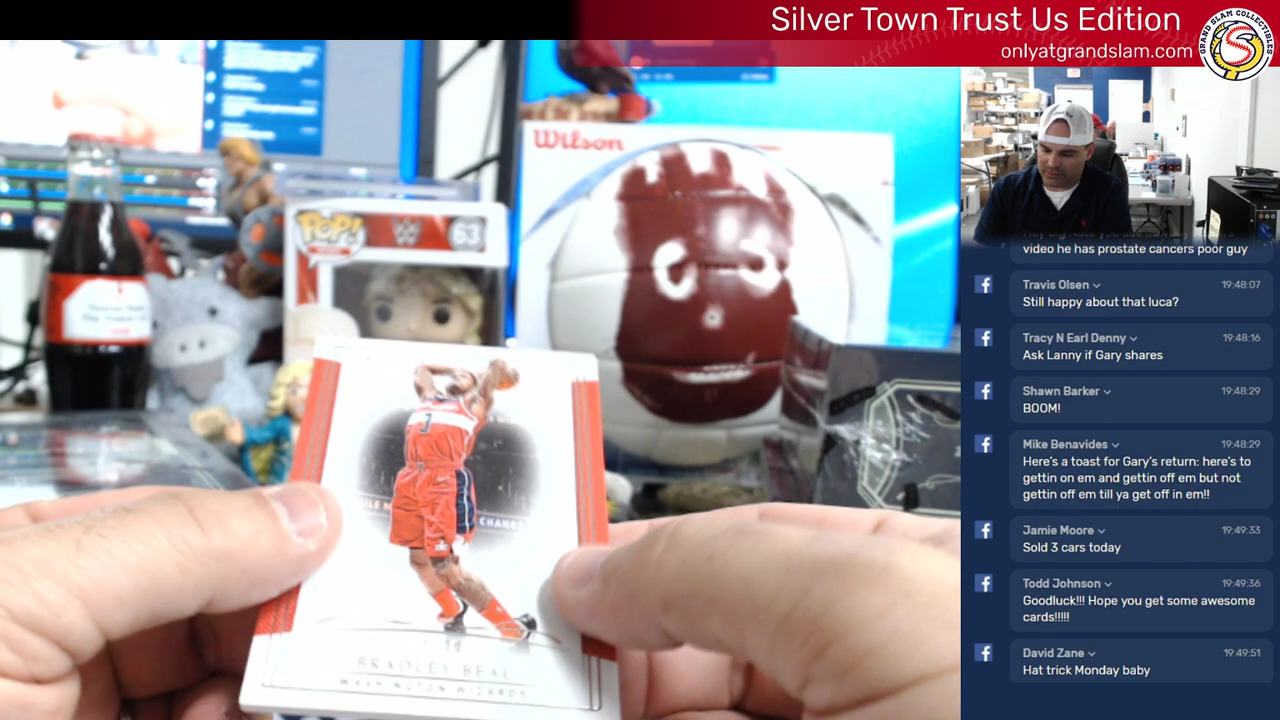 Silver Town Trust Us Edition
onlyatgrandslam.com
GRAND SLAM COLLECTIBLES
Wilson
POP!
W
63
3
CHANGE
BRADLEY BEAL
WASHINGTON WIZARDS
video he has prostate cancers poor guy
Travis Olsen 19:48:07
Still happy about that luca?
Tracy N Earl Denny 19:48:16
Ask Lanny if Gary shares
Shawn Barker 19:48:29
BOOM!
Mike Benavides 19:48:29
Here's a toast for Gary's return: here's to
gettin on em and gettin off em but not
gettin off em till ya get off in em!!
Jamie Moore 19:49:33
Sold 3 cars today
Todd Johnson 19:49:36
Goodluck!!! Hope you get some awesome
cards!!!!!
David Zane 19:49:51
Hat trick Monday baby